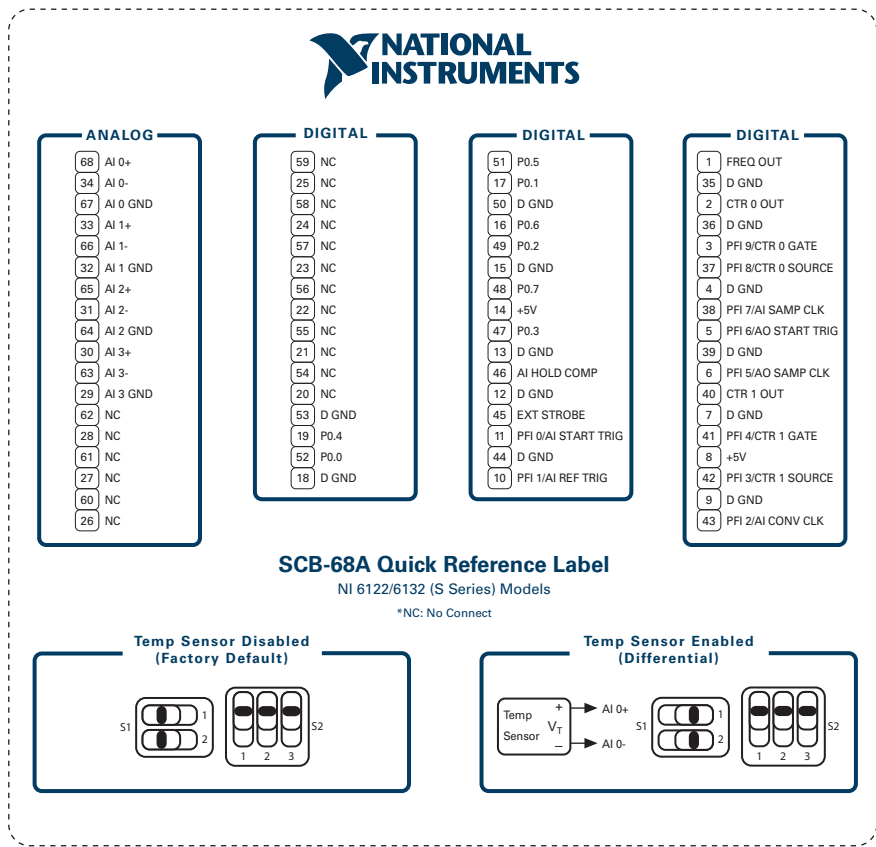 NATIONAL
INSTRUMENTS
ANALOG
68 AI 0+
34 AI 0-
67 AI 0 GND
33 AI 1+
66 AI 1-
32 AI 1 GND
65 AI 2+
31 AI 2-
64 AI 2 GND
30 AI 3+
63 AI 3-
29 AI 3 GND
62 NC
28 NC
61 NC
27 NC
60 NC
26 NC
DIGITAL
59 NC
25 NC
58 NC
24 NC
57 NC
23 NC
56 NC
22 NC
55 NC
21 NC
54 NC
20 NC
53 D GND
19 P0.4
52 P0.0
18 D GND
DIGITAL
51 P0.5
17 P0.1
50 D GND
16 P0.6
49 P0.2
15 D GND
48 P0.7
14 +5V
47 P0.3
13 D GND
46 AI HOLD COMP
12 D GND
45 EXT STROBE
11 PFI 0/AI START TRIG
44 D GND
10 PFI 1/AI REF TRIG
DIGITAL
1 FREQ OUT
35 D GND
2 CTR 0 OUT
36 D GND
3 PFI 9/CTR 0 GATE
37 PFI 8/CTR 0 SOURCE
4 D GND
38 PFI 7/AI SAMP CLK
5 PFI 6/AO START TRIG
39 D GND
6 PFI 5/AO SAMP CLK
40 CTR 1 OUT
7 D GND
41 PFI 4/CTR 1 GATE
8 +5V
42 PFI 3/CTR 1 SOURCE
9 D GND
43 PFI 2/AI CONV CLK
SCB-68A Quick Reference Label
NI 6122/6132 (S Series) Models
*NC: No Connect
Temp Sensor Disabled
(Factory Default)
S1 1 2
S2 1 2 3
Temp Sensor Enabled
(Differential)
Temp
Sensor
+
VT
–
AI 0+
AI 0-
S1 1 2
S2 1 2 3